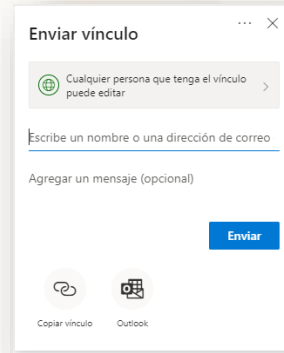 Enviar vínculo
Cualquier persona que tenga el vínculo
puede editar
Escribe un nombre o una dirección de correo
Agregar un mensaje (opcional)
Enviar
Copiar vínculo
Outlook